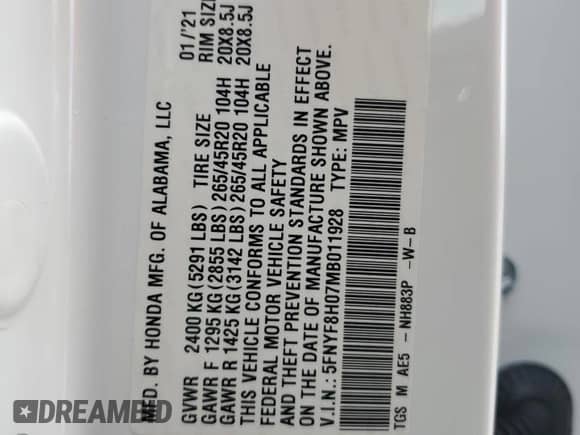 MFD. BY HONDA MFG. OF ALABAMA, LLC 01/'21
GVWR 2400 KG(5291 LBS) TIRE SIZE RIM SIZE
GAWR F 1295 KG(2855 LBS)265/45R20 104H 20X8.5J
GAWR R 1425 KG(3142 LBS)265/45R20 104H 20X8.5J
THIS VEHICLE CONFORMS TO ALL APPLICABLE
FEDERAL MOTOR VEHICLE SAFETY
AND THEFT PREVENTION STANDARDS IN EFFECT
ON THE DATE OF MANUFACTURE SHOWN ABOVE.
V.I.N.:5FNYF8H07MB011928 TYPE: MPV
TGS M AE5 - NH883P -W-B
DREAMBID